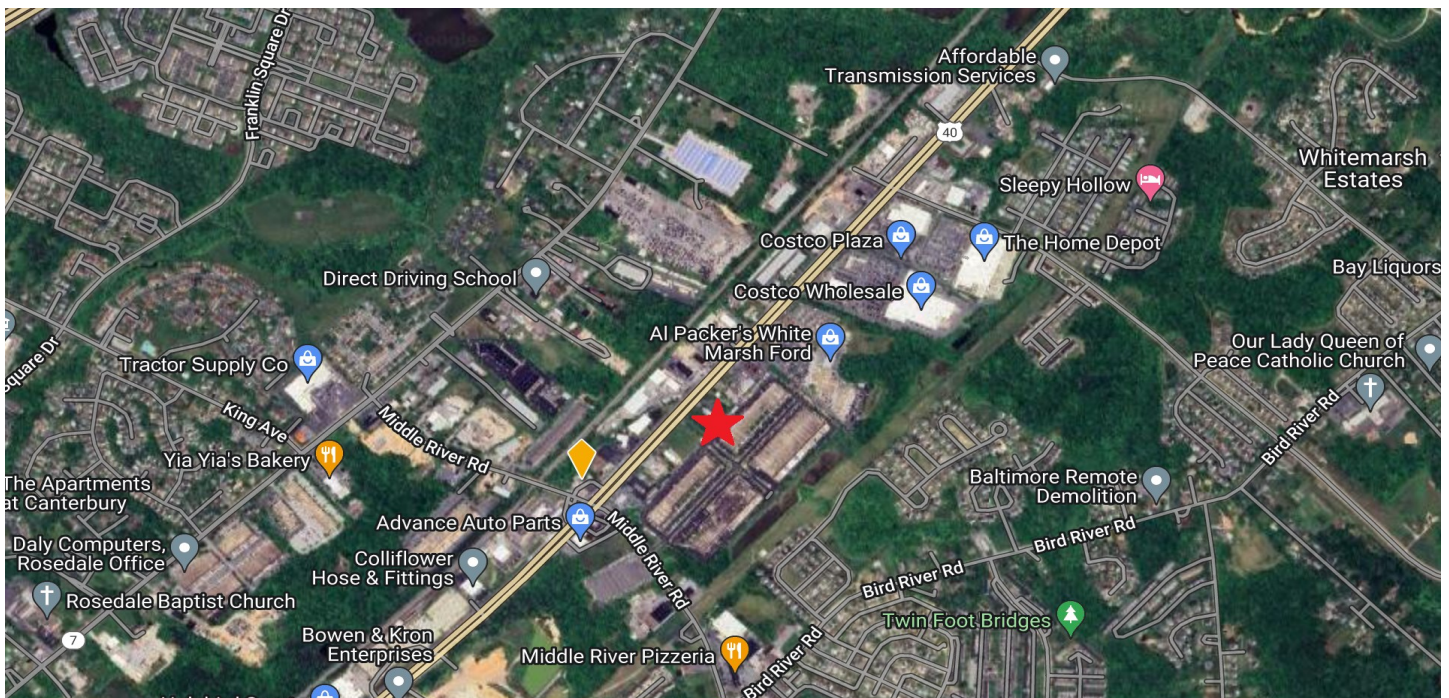 Franklin Square Dr
Affordable
Transmission Services
40
Whitemarsh
Estates
Sleepy Hollow
Costco Plaza
The Home Depot
Direct Driving School
Costco Wholesale
Bay Liquors
Al Packer's White
Marsh Ford
Our Lady Queen of
Peace Catholic Church
Square Dr
Tractor Supply Co
King Ave
Middle River Rd
Bird River Rd
Yia Yia's Bakery
The Apartments
at Canterbury
Baltimore Remote
Demolition
Advance Auto Parts
Middle River Rd
Bird River Rd
Daly Computers,
Rosedale Office
Colliflower
Hose & Fittings
Bird River Rd
Rosedale Baptist Church
Twin Foot Bridges
7
Bowen & Kron
Enterprises
Middle River Pizzeria
Bird River Rd